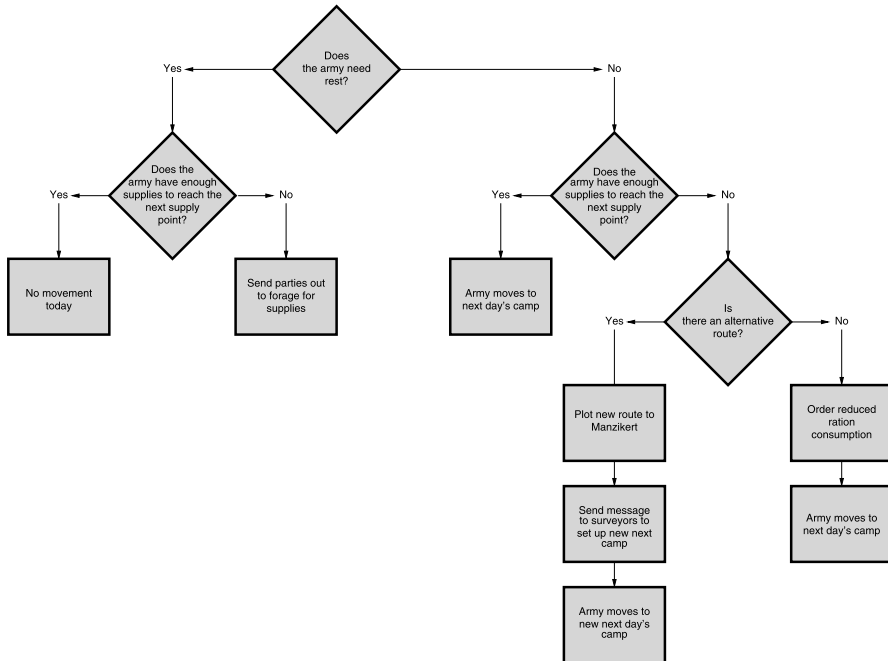 Does
the army need
rest?
Yes
No
Does the
army have enough
supplies to reach the
next supply
point?
Yes
No
Does the
army have enough
supplies to reach the
next supply
point?
Yes
No
No movement
today
Send parties out
to forage for
supplies
Army moves to
next day's camp
Is
there an alternative
route?
Yes
No
Plot new route to
Manzikert
Order reduced
ration
consumption
Send message
to surveyors to
set up new next
camp
Army moves to
next day's camp
Army moves to
new next day's
camp